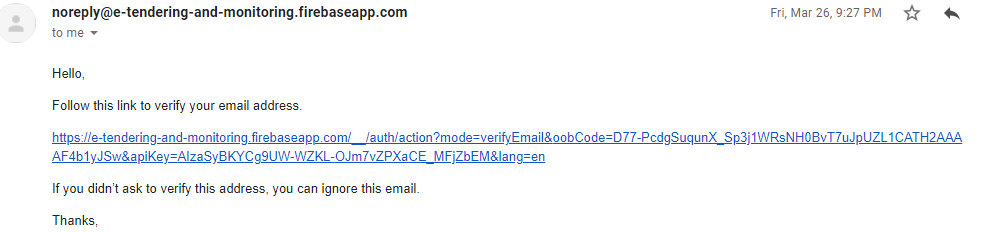 noreply@e-tendering-and-monitoring.firebaseapp.com
Fri, Mar 26, 9:27 PM
to me
Hello,
Follow this link to verify your email address.
https://e-tendering-and-monitoring.firebaseapp.com/__/auth/action?mode=verifyEmail&oobCode=D77-PcdgSuqunX_Sp3j1WRsNH0BvT7uJpUZL1CATH2AAA
AF4b1yJSw&apiKey=AIzaSyBKYCg9UW-WZKL-OJm7vZPXaCE_MFjZbEM&lang=en
If you didn't ask to verify this address, you can ignore this email.
Thanks,